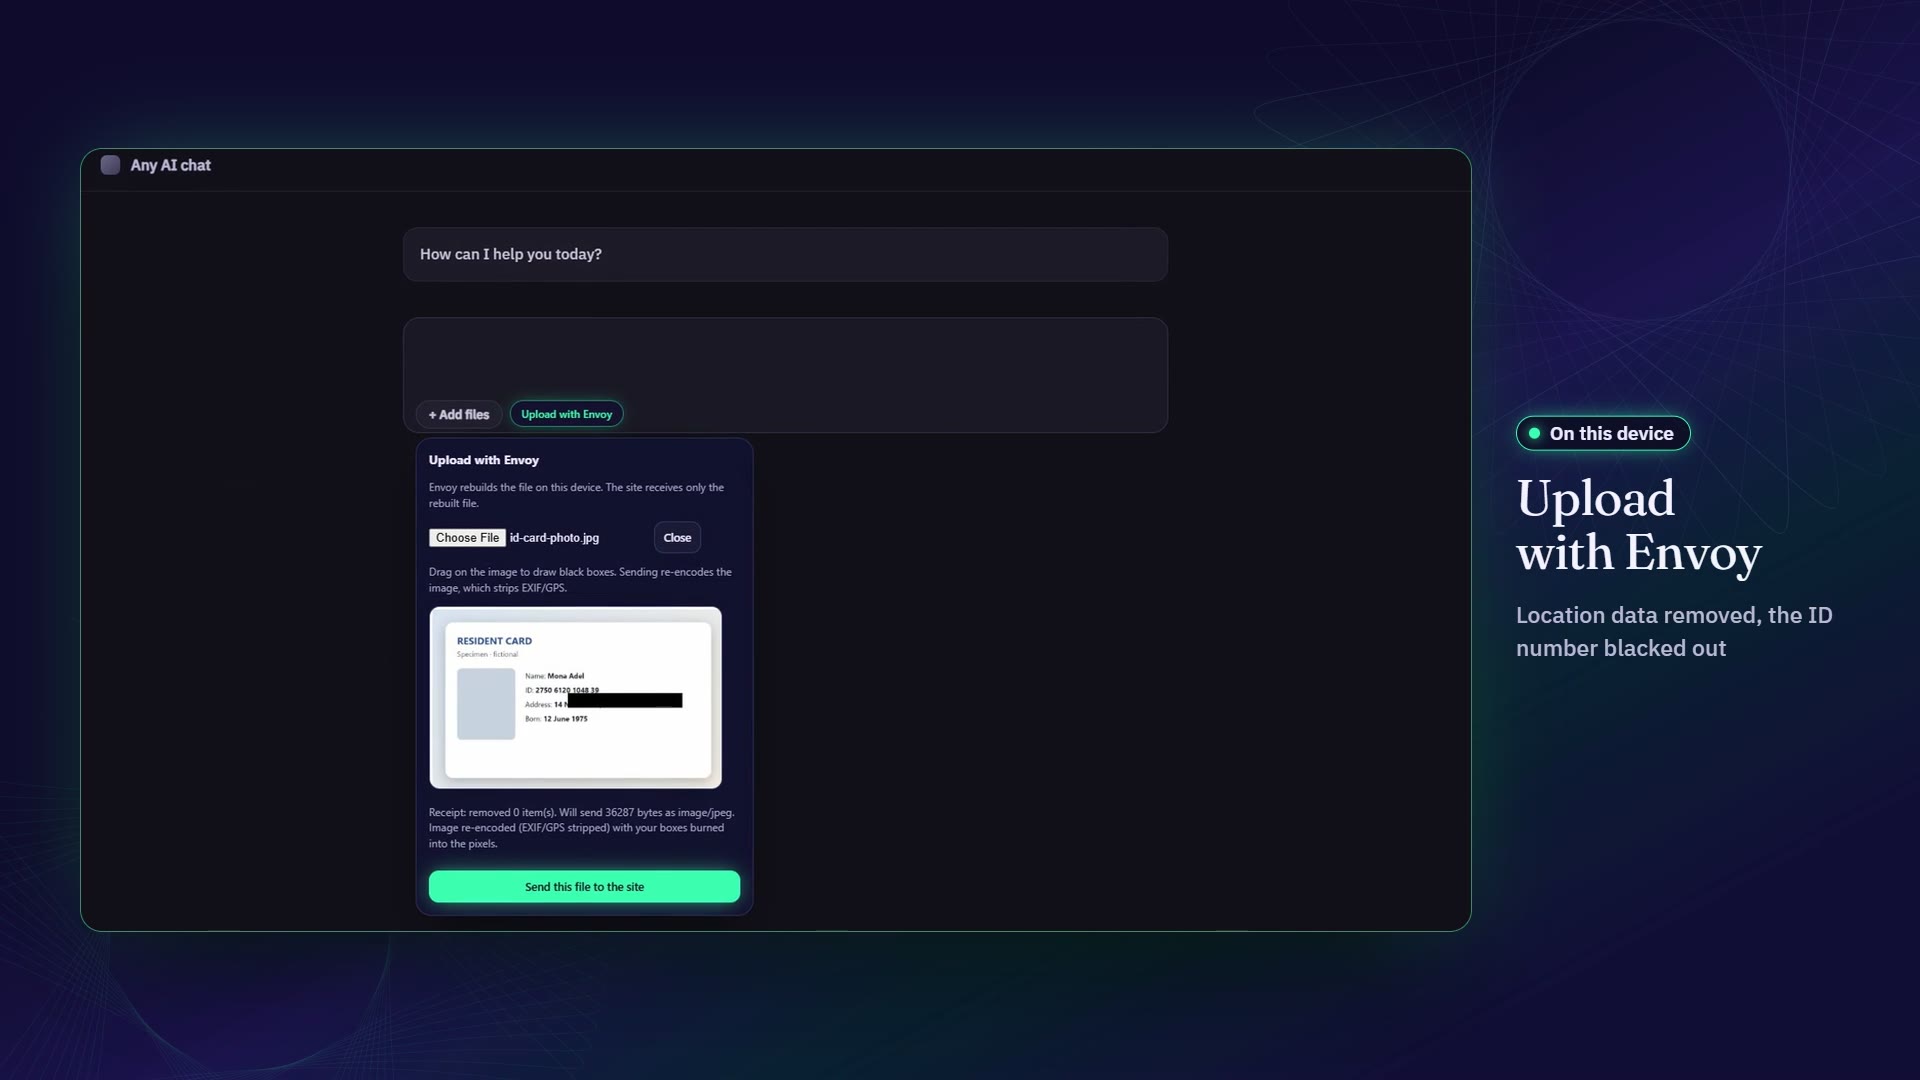 Any AI chat
How can I help you today?
+ Add files
Upload with Envoy
Upload with Envoy
Envoy rebuilds the file on this device. The site receives only the
rebuilt file.
Choose File id-card-photo.jpg
Close
Drag on the image to draw black boxes. Sending re-encodes the
image, which strips EXIF/GPS.
RESIDENT CARD
Specimen · fictional
Name: Mona Adel
ID: 2750 6120 1048 39
Address: 14
Born: 12 June 1975
Receipt: removed 0 item(s). Will send 36287 bytes as image/jpeg.
Image re-encoded (EXIF/GPS stripped) with your boxes burned
into the pixels.
Send this file to the site
On this device
Upload
with Envoy
Location data removed, the ID
number blacked out